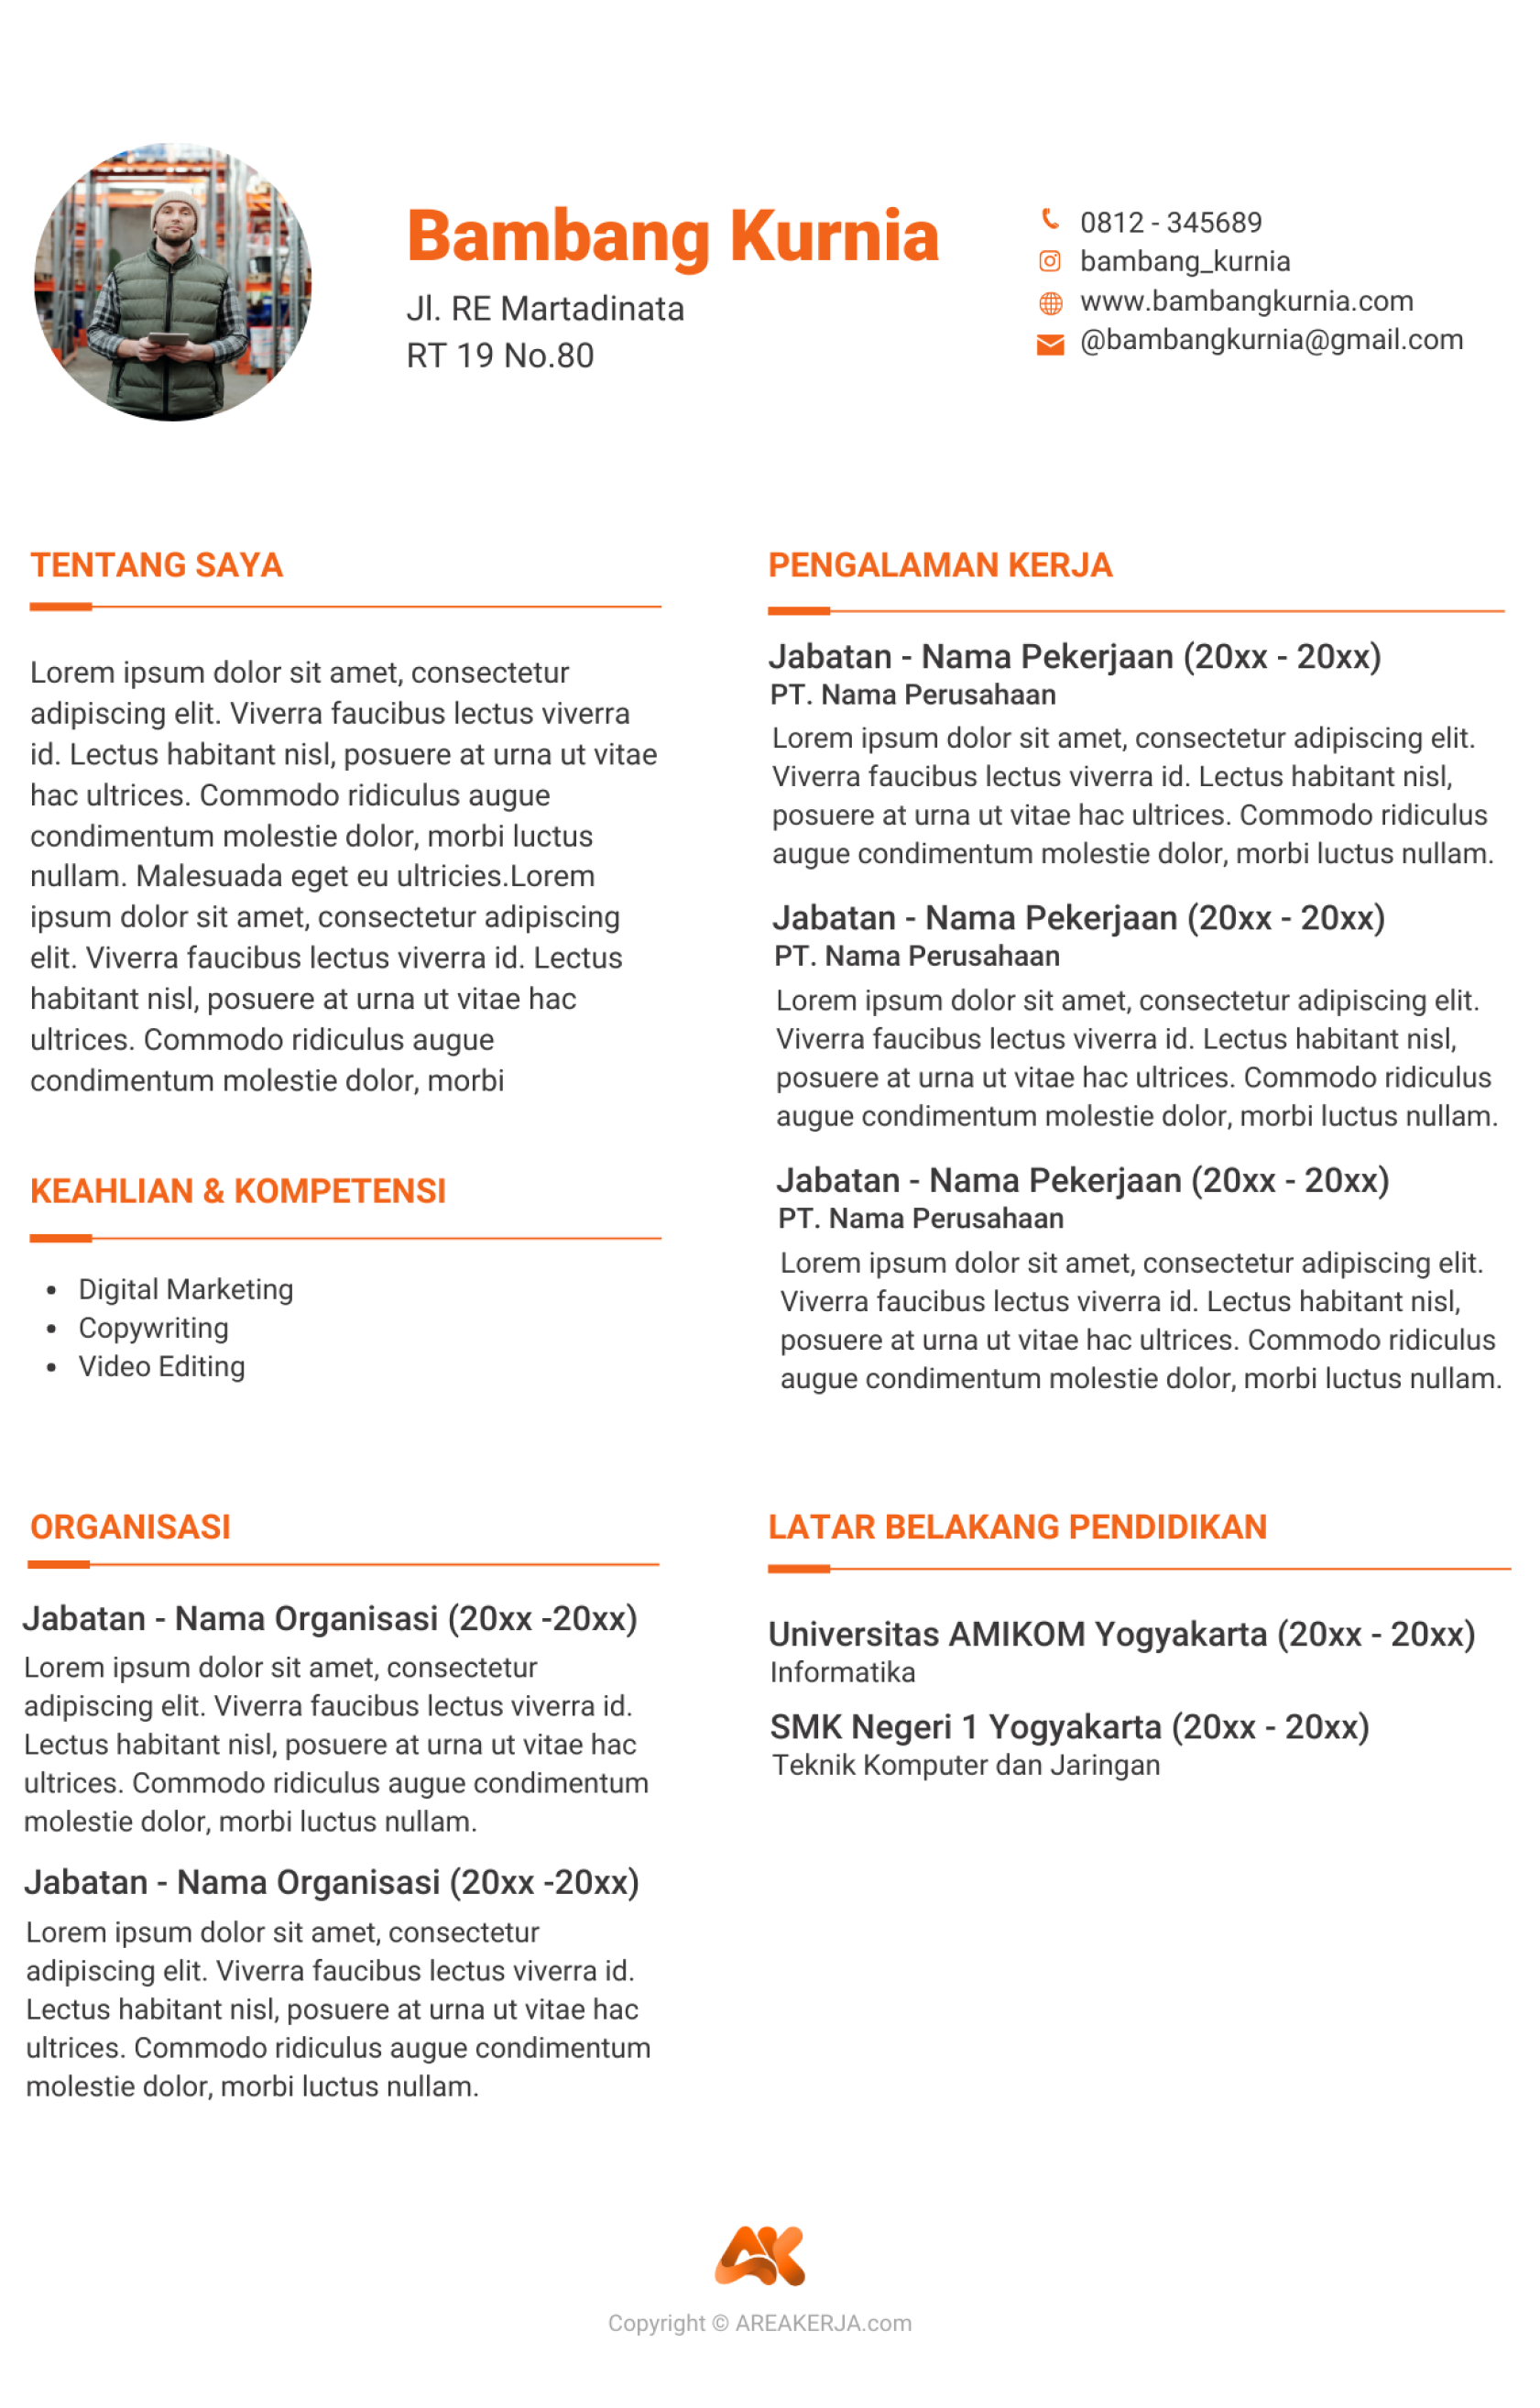 Bambang Kurnia
Jl. RE Martadinata
RT 19 No.80
0812 - 345689
bambang_kurnia
www.bambangkurnia.com
@bambangkurnia@gmail.com
TENTANG SAYA
Lorem ipsum dolor sit amet, consectetur
adipiscing elit. Viverra faucibus lectus viverra
id. Lectus habitant nisl, posuere at urna ut vitae
hac ultrices. Commodo ridiculus augue
condimentum molestie dolor, morbi luctus
nullam. Malesuada eget eu ultricies.Lorem
ipsum dolor sit amet, consectetur adipiscing
elit. Viverra faucibus lectus viverra id. Lectus
habitant nisl, posuere at urna ut vitae hac
ultrices. Commodo ridiculus augue
condimentum molestie dolor, morbi
KEAHLIAN & KOMPETENSI
• Digital Marketing
• Copywriting
• Video Editing
ORGANISASI
Jabatan - Nama Organisasi (20xx -20xx)
Lorem ipsum dolor sit amet, consectetur
adipiscing elit. Viverra faucibus lectus viverra id.
Lectus habitant nisl, posuere at urna ut vitae hac
ultrices. Commodo ridiculus augue condimentum
molestie dolor, morbi luctus nullam.
Jabatan - Nama Organisasi (20xx -20xx)
Lorem ipsum dolor sit amet, consectetur
adipiscing elit. Viverra faucibus lectus viverra id.
Lectus habitant nisl, posuere at urna ut vitae hac
ultrices. Commodo ridiculus augue condimentum
molestie dolor, morbi luctus nullam.
PENGALAMAN KERJA
Jabatan - Nama Pekerjaan (20xx - 20xx)
PT. Nama Perusahaan
Lorem ipsum dolor sit amet, consectetur adipiscing elit.
Viverra faucibus lectus viverra id. Lectus habitant nisl,
posuere at urna ut vitae hac ultrices. Commodo ridiculus
augue condimentum molestie dolor, morbi luctus nullam.
Jabatan - Nama Pekerjaan (20xx - 20xx)
PT. Nama Perusahaan
Lorem ipsum dolor sit amet, consectetur adipiscing elit.
Viverra faucibus lectus viverra id. Lectus habitant nisl,
posuere at urna ut vitae hac ultrices. Commodo ridiculus
augue condimentum molestie dolor, morbi luctus nullam.
Jabatan - Nama Pekerjaan (20xx - 20xx)
PT. Nama Perusahaan
Lorem ipsum dolor sit amet, consectetur adipiscing elit.
Viverra faucibus lectus viverra id. Lectus habitant nisl,
posuere at urna ut vitae hac ultrices. Commodo ridiculus
augue condimentum molestie dolor, morbi luctus nullam.
LATAR BELAKANG PENDIDIKAN
Universitas AMIKOM Yogyakarta (20xx - 20xx)
Informatika
SMK Negeri 1 Yogyakarta (20xx - 20xx)
Teknik Komputer dan Jaringan
AK
Copyright © AREAKERJA.com